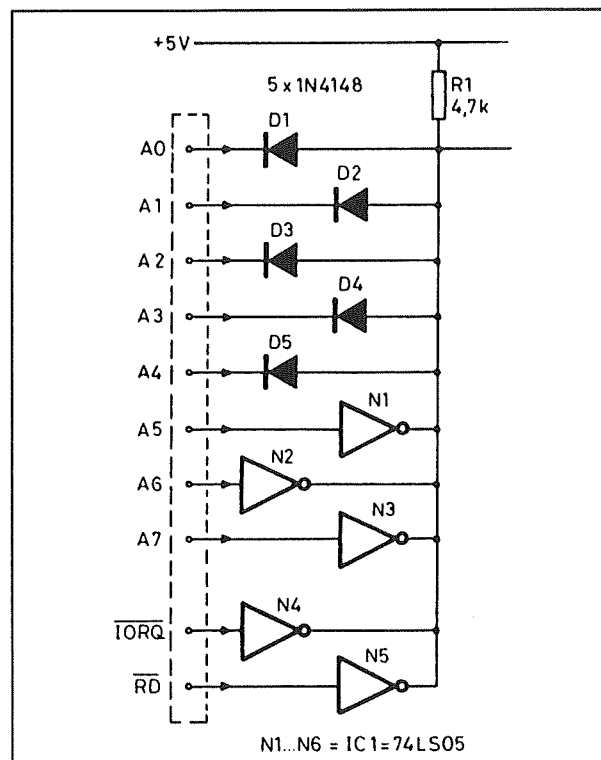 +5V
5 x 1N4148
R1
4,7k
D1
A0
D2
A1
D3
A2
D4
A3
D5
A4
N1
A5
N2
A6
N3
A7
N4
IORQ
N5
RD
N1...N6 = IC1=74LS05